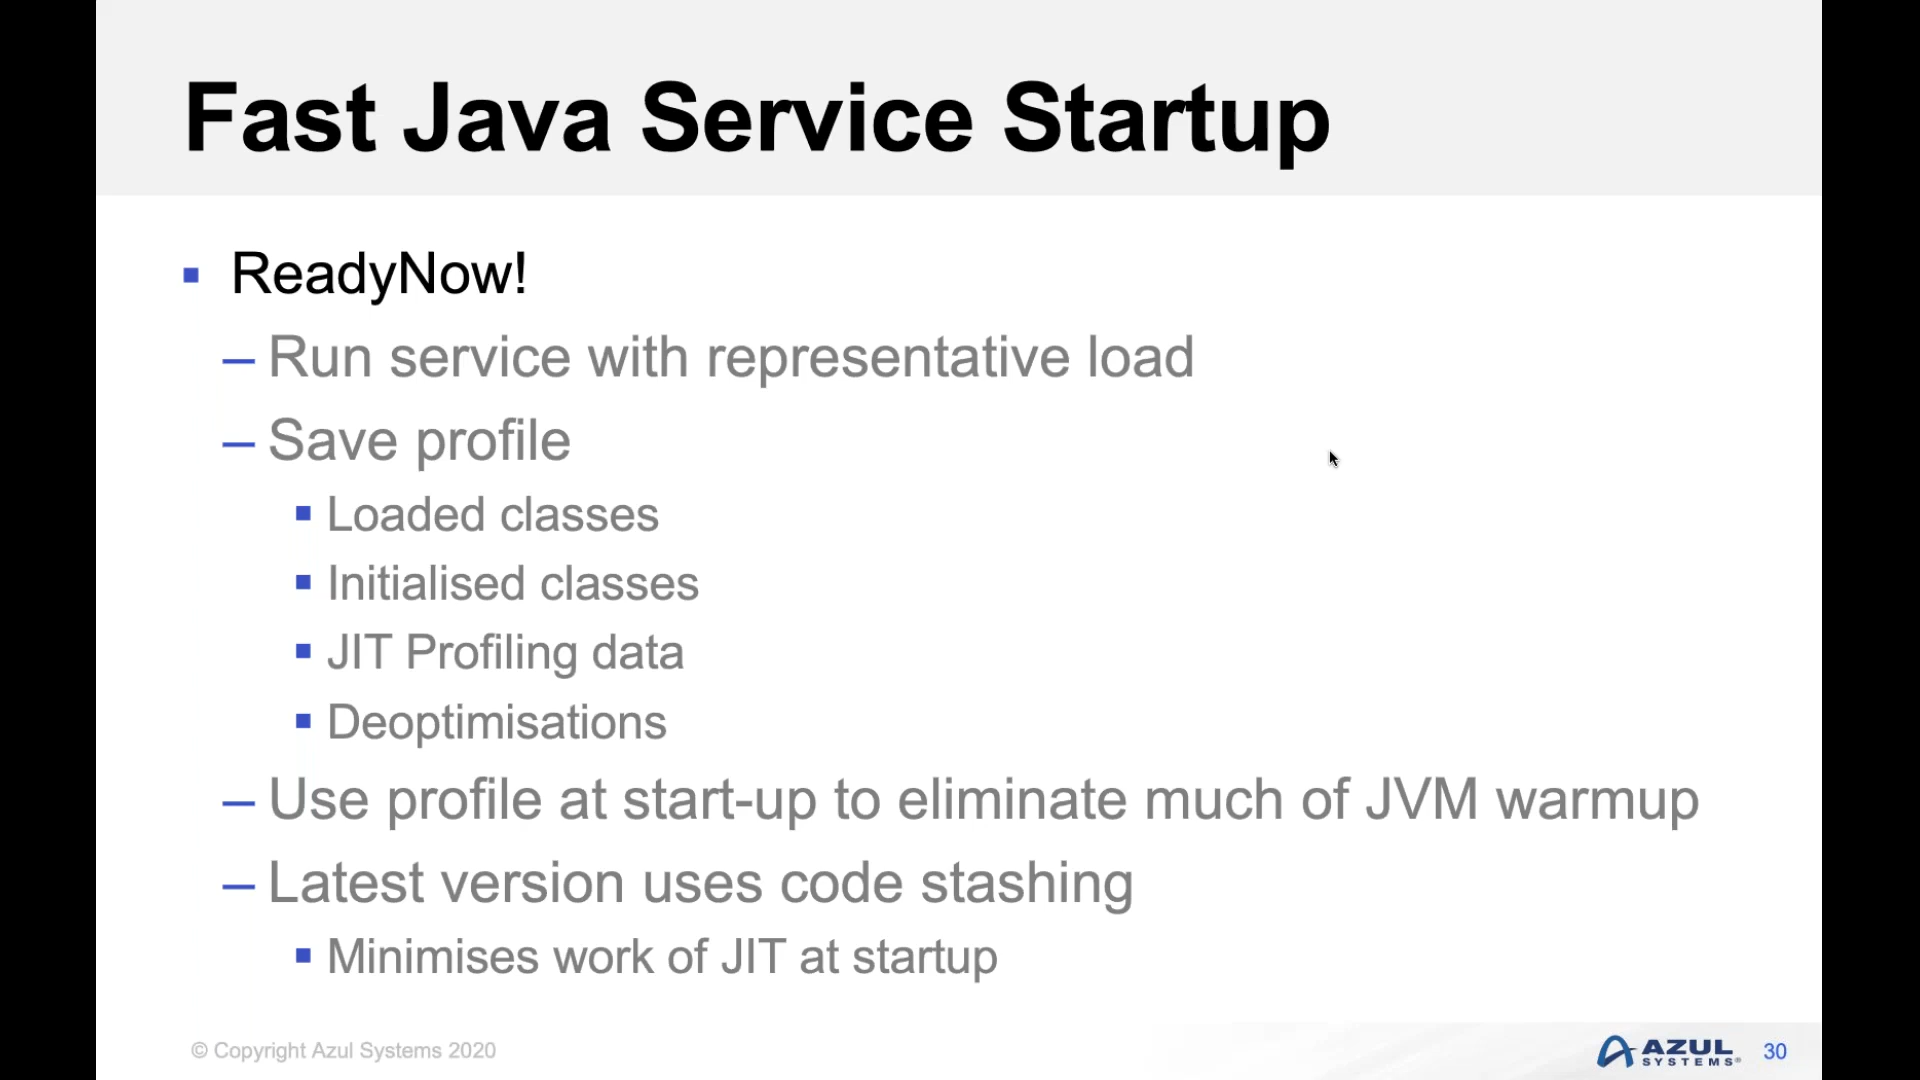 Fast Java Service Startup
ReadyNow!
– Run service with representative load
– Save profile
Loaded classes
Initialised classes
JIT Profiling data
Deoptimisations
– Use profile at start-up to eliminate much of JVM warmup
– Latest version uses code stashing
Minimises work of JIT at startup
© Copyright Azul Systems 2020
AZUL
SYSTEMS®
30